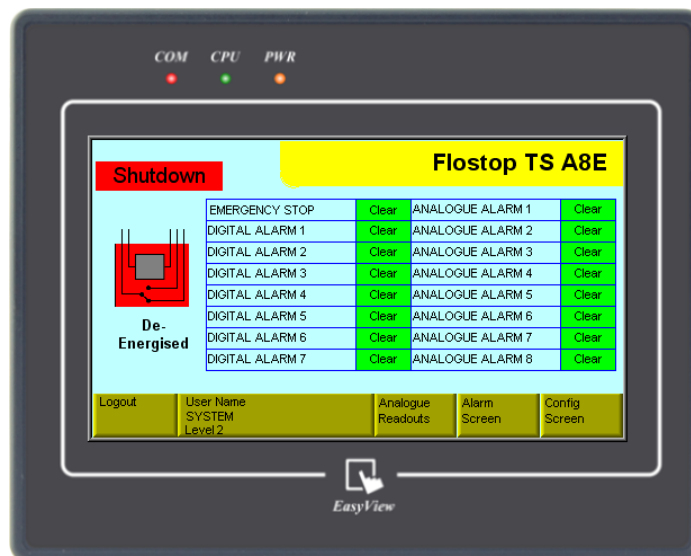 COM CPU PWR
Flostop TS A8E
Shutdown
EMERGENCY STOP Clear ANALOGUE ALARM 1 Clear
DIGITAL ALARM 1 Clear ANALOGUE ALARM 2 Clear
DIGITAL ALARM 2 Clear ANALOGUE ALARM 3 Clear
DIGITAL ALARM 3 Clear ANALOGUE ALARM 4 Clear
DIGITAL ALARM 4 Clear ANALOGUE ALARM 5 Clear
DIGITAL ALARM 5 Clear ANALOGUE ALARM 6 Clear
DIGITAL ALARM 6 Clear ANALOGUE ALARM 7 Clear
DIGITAL ALARM 7 Clear ANALOGUE ALARM 8 Clear
De-
Energised
Logout
User Name
SYSTEM
Level 2
Analogue
Readouts
Alarm
Screen
Config
Screen
EasyView